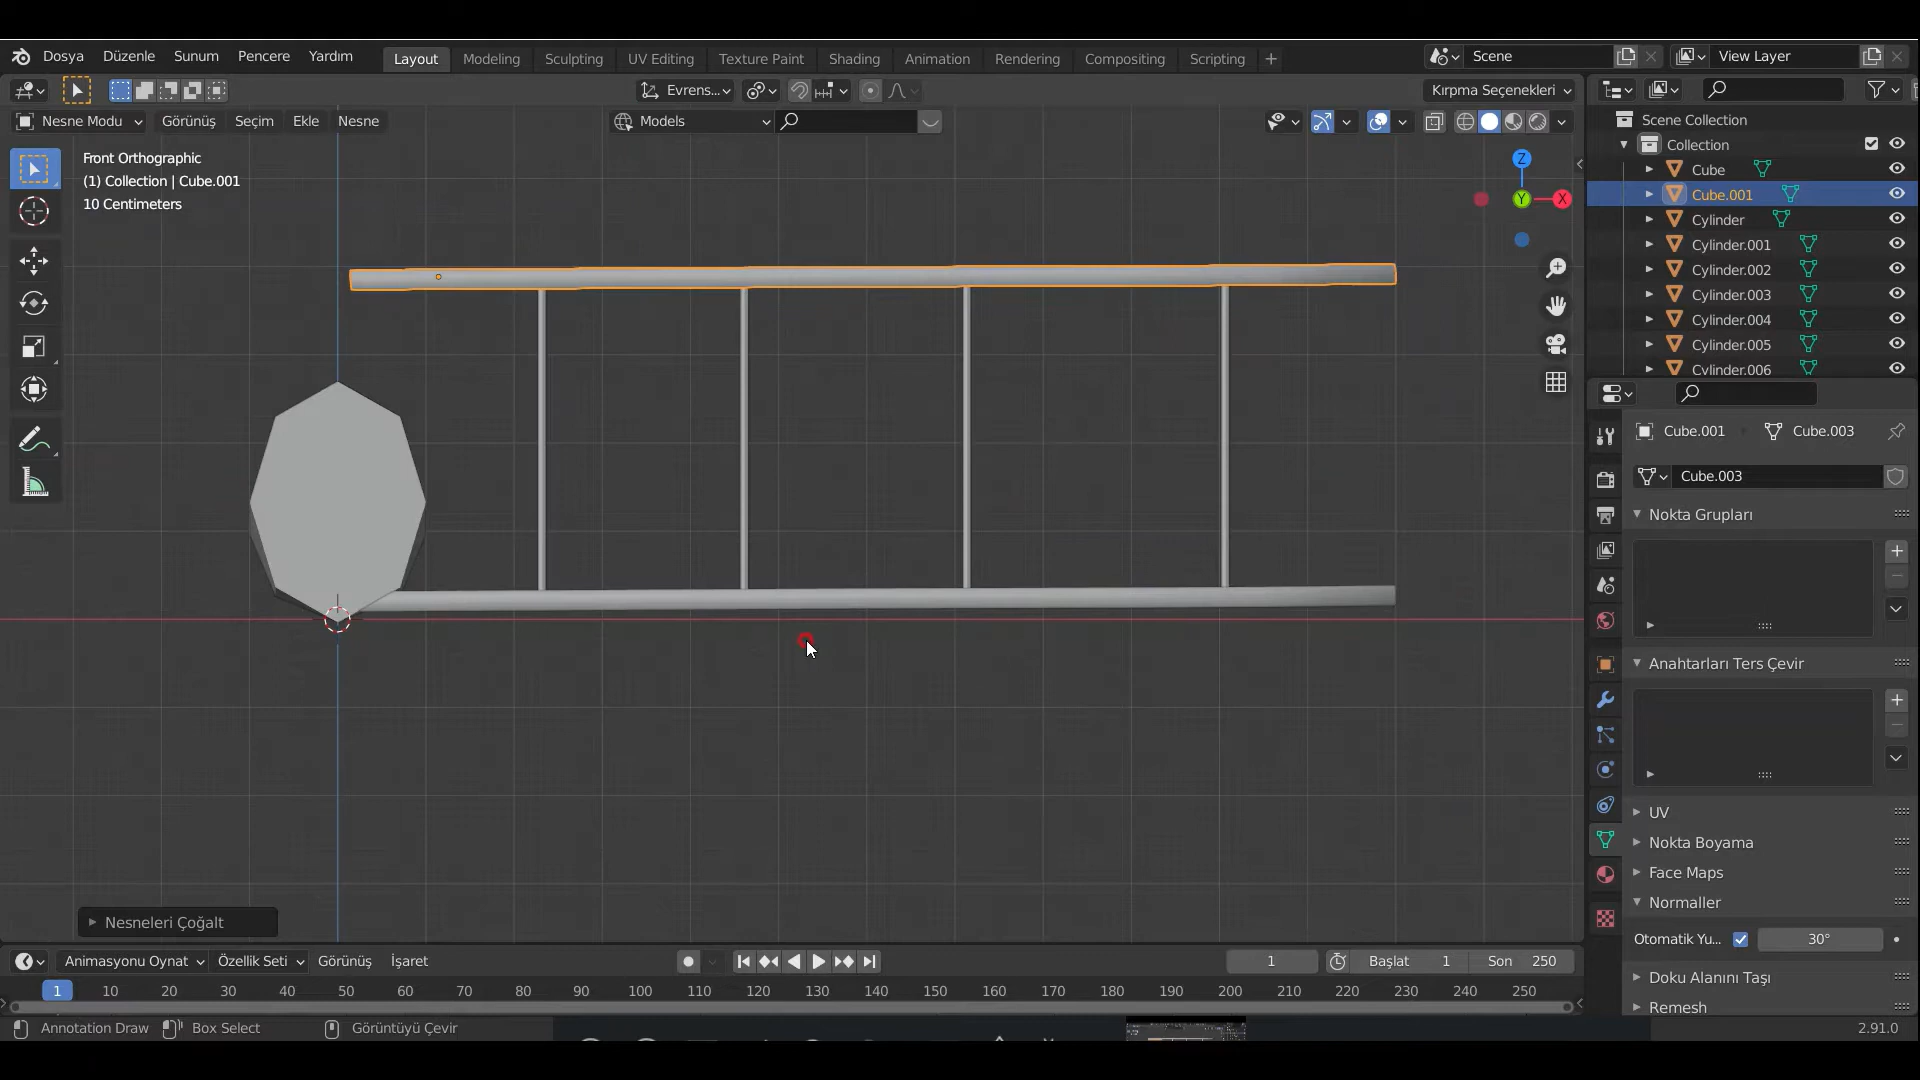 Dosya Düzenle Sunum Pencere Yardım Layout Modeling Sculpting UV Editing Texture Paint Shading Animation Rendering Compositing Scripting + Scene View Layer
Evrens... Kırpma Seçenekleri
Nesne Modu Görünüş Seçim Ekle Nesne Models
Front Orthographic
(1) Collection | Cube.001
10 Centimeters
Z
Y
X
Scene Collection
Collection
Cube
Cube.001
Cylinder
Cylinder.001
Cylinder.002
Cylinder.003
Cylinder.004
Cylinder.005
Cylinder.006
Cube.001 Cube.003
Cube.003
Nokta Grupları
Anahtarları Ters Çevir
UV
Nokta Boyama
Face Maps
Normaller
Otomatik Yu... 30°
Doku Alanını Taşı
Remesh
Nesneleri Çoğalt
Animasyonu Oynat Özellik Seti Görünüş İşaret 1 Başlat 1 Son 250
1 10 20 30 40 50 60 70 80 90 100 110 120 130 140 150 160 170 180 190 200 210 220 230 240 250
Annotation Draw Box Select Görüntüyü Çevir 2.91.0